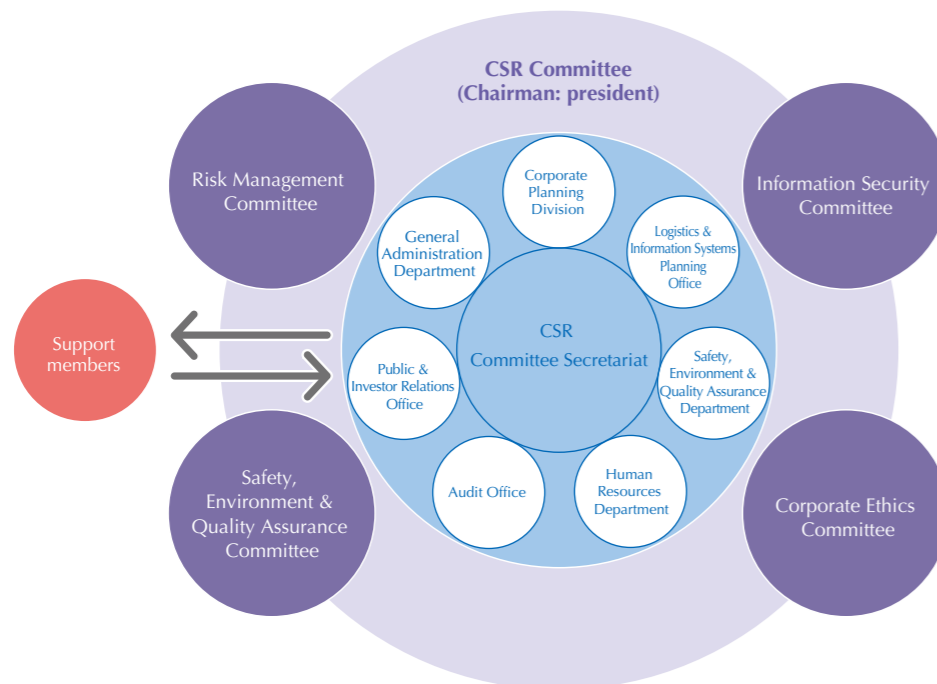 CSR Committee
(Chairman: president)
Risk Management
Committee
Information Security
Committee
Corporate
Planning
Division
General
Administration
Department
Logistics &
Information Systems
Planning
Office
CSR
Committee Secretariat
Support
members
Public &
Investor Relations
Office
Safety,
Environment &
Quality Assurance
Department
Audit Office
Human
Resources
Department
Safety,
Environment &
Quality Assurance
Committee
Corporate Ethics
Committee